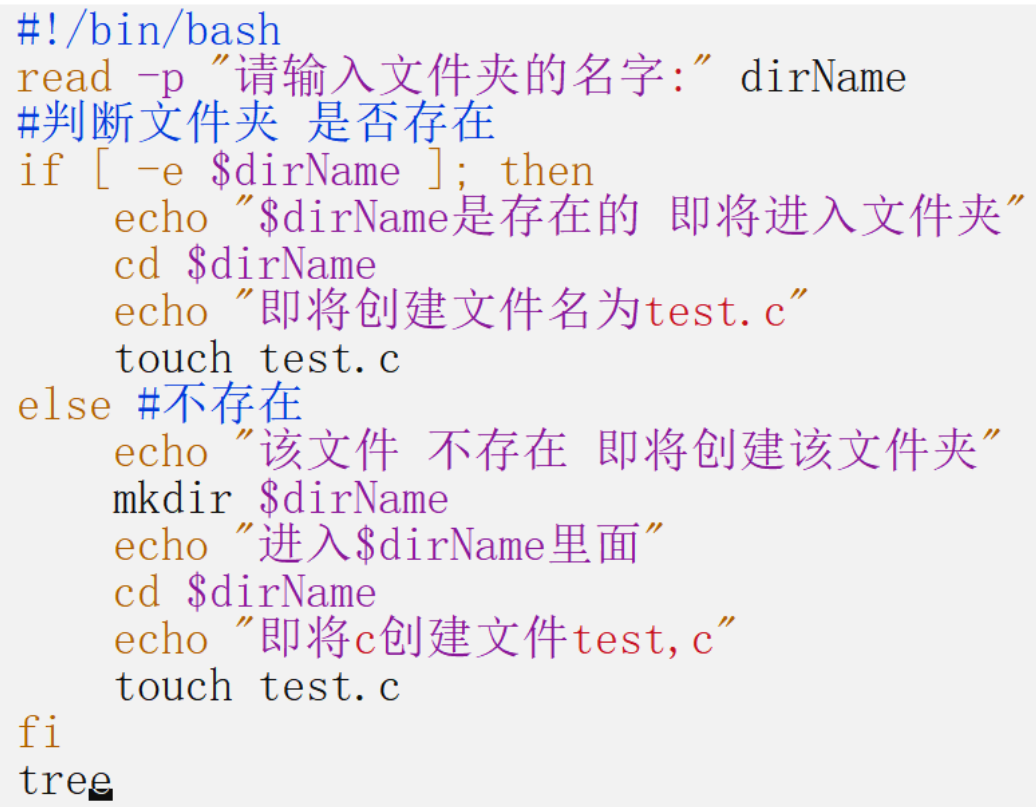 #!/bin/bash
read -p "请输入文件夹的名字:" dirName
#判断文件夹 是否存在
if [ -e $dirName ]; then
    echo "$dirName是存在的 即将进入文件夹"
    cd $dirName
    echo "即将创建文件名为test.c"
    touch test.c
else #不存在
    echo "该文件 不存在 即将创建该文件夹"
    mkdir $dirName
    echo "进入$dirName里面"
    cd $dirName
    echo "即将c创建文件test,c"
    touch test.c
fi
tree